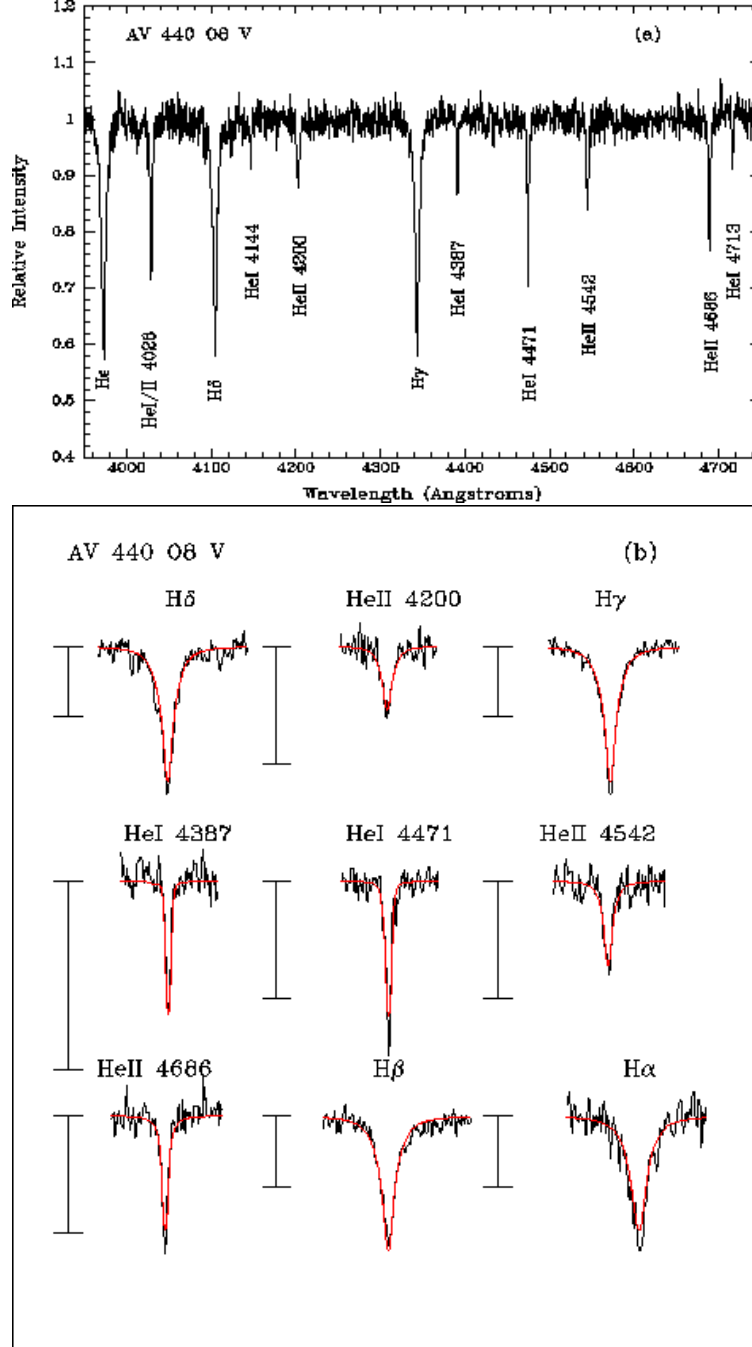 1.2
AV 440 O8 V (a)
1.1
1
0.9
0.8
0.7
0.6
0.5
0.4
Relative Intensity
Hε
HeI/II 4026
Hδ
HeI 4144
HeII 4200
Hγ
HeI 4387
HeI 4471
HeII 4542
HeII 4686
HeI 4713
4000 4100 4200 4300 4400 4500 4600 4700
Wavelength (Angstroms)
AV 440 O8 V (b)
Hδ HeII 4200 Hγ
HeI 4387 HeI 4471 HeII 4542
HeII 4686 Hβ Hα